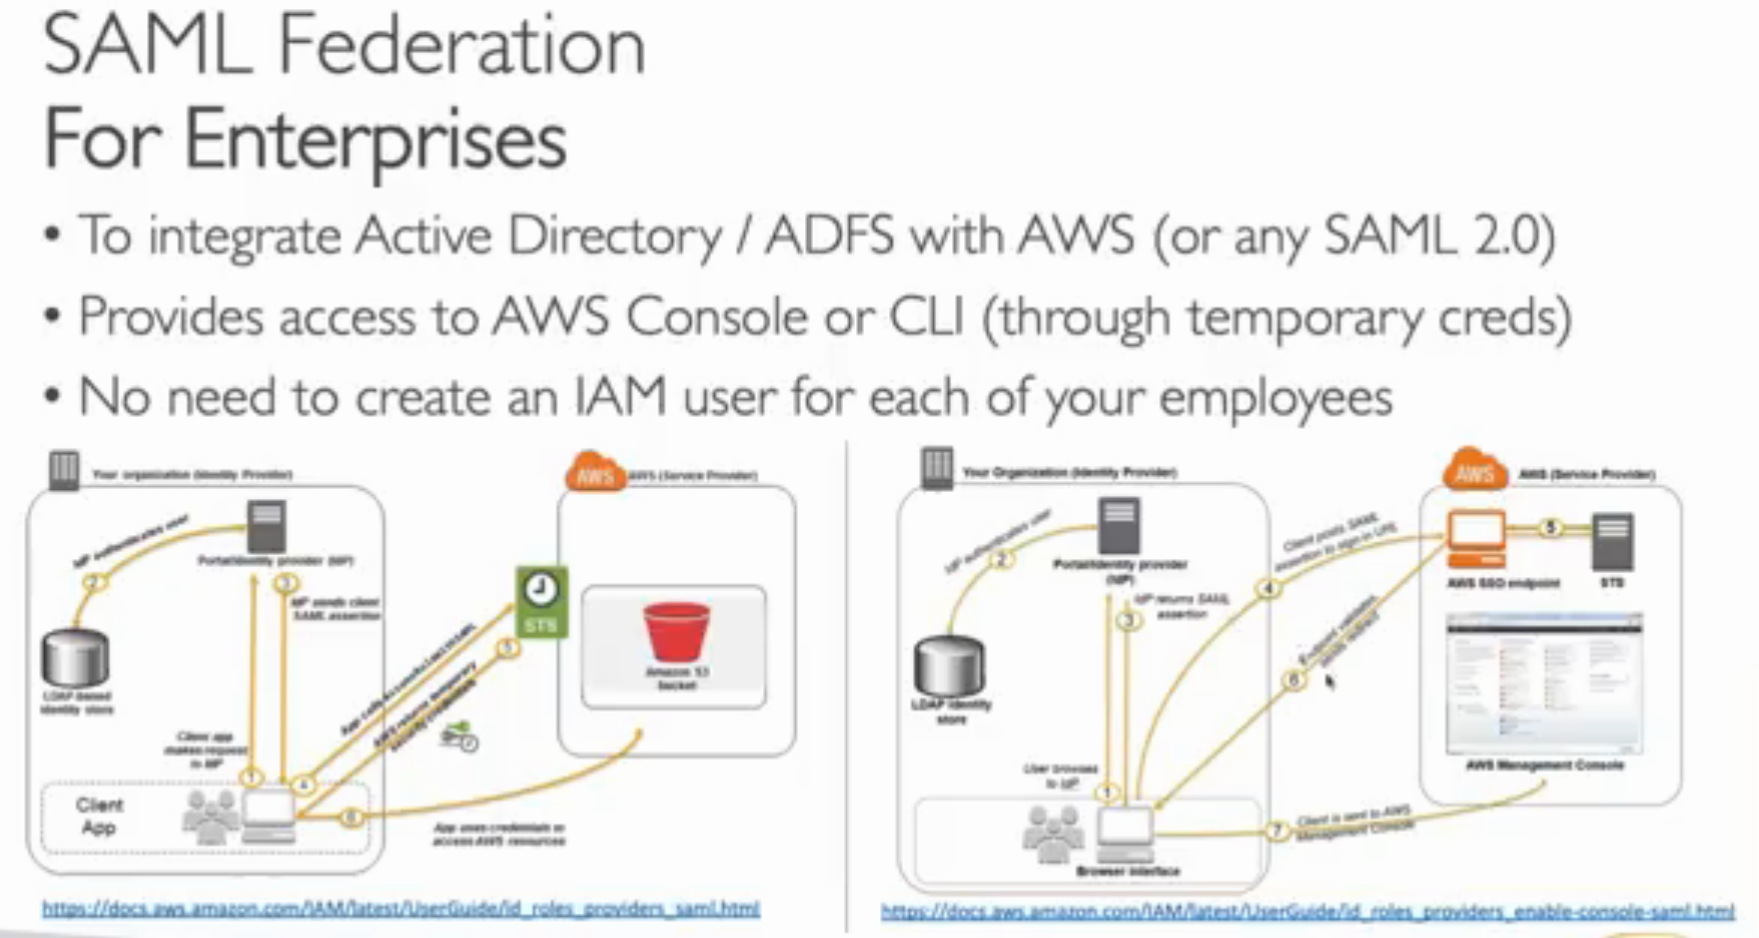 SAML Federation
For Enterprises
• To integrate Active Directory / ADFS with AWS (or any SAML 2.0)
• Provides access to AWS Console or CLI (through temporary creds)
• No need to create an IAM user for each of your employees
Your organization (Identity Provider)
AWS
AWS (Service Provider)
IdP authenticates user
2
Portal/identity provider (IdP)
3
IdP sends client
SAML assertion
STS
5
Amazon S3
bucket
LDAP-based
identity store
App calls
AWS returns temporary
security credentials
Client app
makes request
to IdP
1
4
Client
App
6
App uses credentials to
access AWS resources
https://docs.aws.amazon.com/IAM/latest/UserGuide/id_roles_providers_saml.html
Your Organization (Identity Provider)
AWS
AWS (Service Provider)
IdP authenticates user
2
Portal/identity provider
(IdP)
IdP returns SAML
assertion
3
Client posts SAML
assertion to sign-in URL
4
5
AWS SSO endpoint
STS
LDAP identity
store
Endpoint
redirect
6
User browses
to IdP
1
AWS Management Console
7
Client is sent to AWS
Management Console
Browser interface
https://docs.aws.amazon.com/IAM/latest/UserGuide/id_roles_providers_enable-console-saml.html